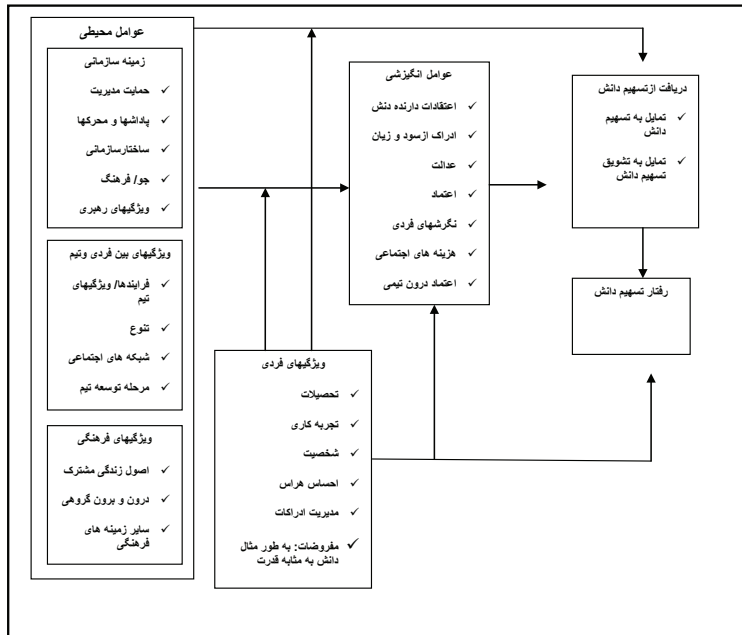 عوامل محیطی
زمینه سازمانی
حمایت مدیریت
پاداشها و محرکها
ساختارسازمانی
جو/ فرهنگ
ویژگیهای رهبری
ویژگیهای بین فردی وتیم
فرایندها/ ویژگیهای
تیم
تنوع
شبکه های اجتماعی
مرحله توسعه تیم
ویژگیهای فرهنگی
اصول زندگی مشترک
درون و برون گروهی
سایر زمینه های
فرهنگی
عوامل انگیزشی
اعتقادات دارنده دنش
ادراک ازسود و زیان
عدالت
اعتماد
نگرشهای فردی
هزینه های اجتماعی
اعتماد درون تیمی
ویژگیهای فردی
تحصیلات
تجربه کاری
شخصیت
احساس هراس
مدیریت ادراکات
مفروضات: به طور مثال
دانش به مثابه قدرت
دریافت ازتسهیم دانش
تمایل به تسهیم
دانش
تمایل به تشویق
تسهیم دانش
رفتار تسهیم دانش